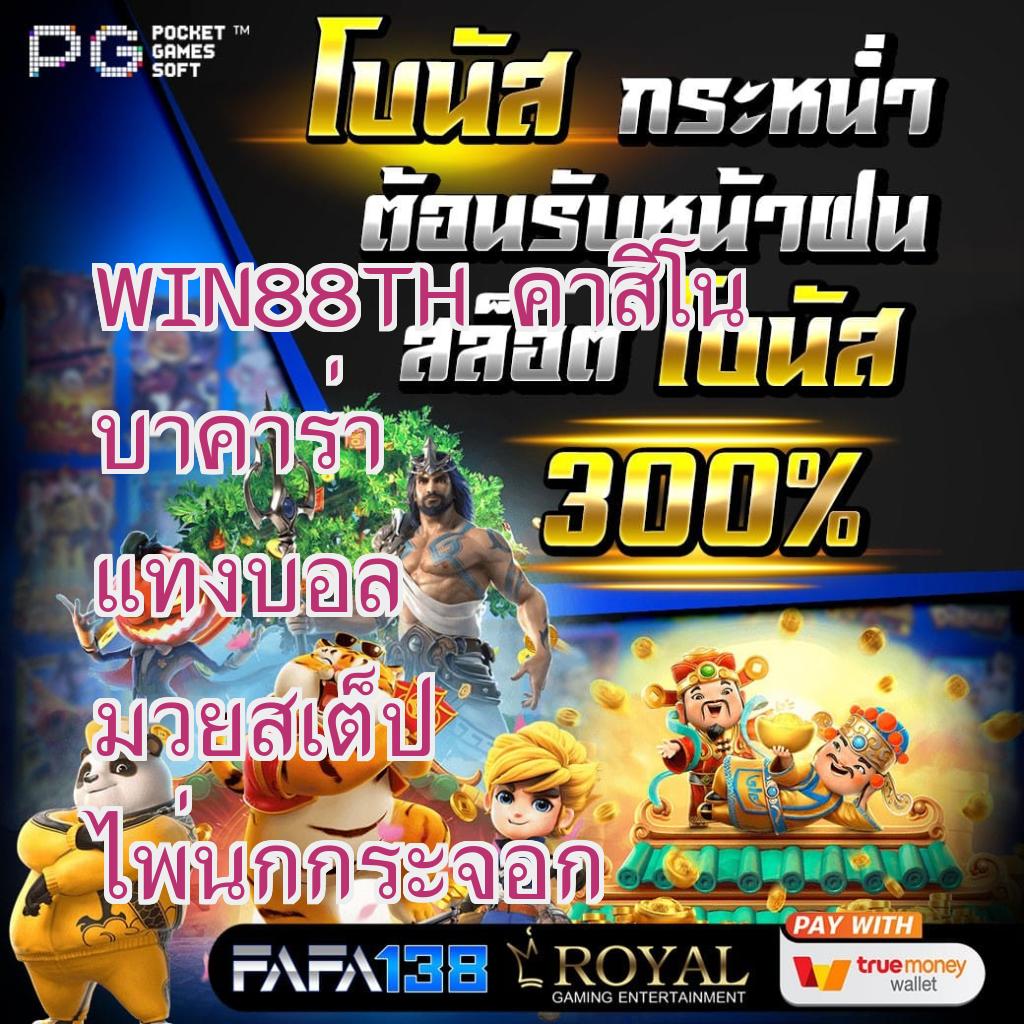 PG POCKET GAMES SOFT ™
โบนัส กระหน่ำ
ต้อนรับหน้าฝน
สล็อต โบนัส
300%
WIN88TH คาสิโน
บาคาร่า
แทงบอล
มวยสเต็ป
ไพ่นกกระจอก
FAFA138
ROYAL
GAMING ENTERTAINMENT
PAY WITH
truemoney
wallet